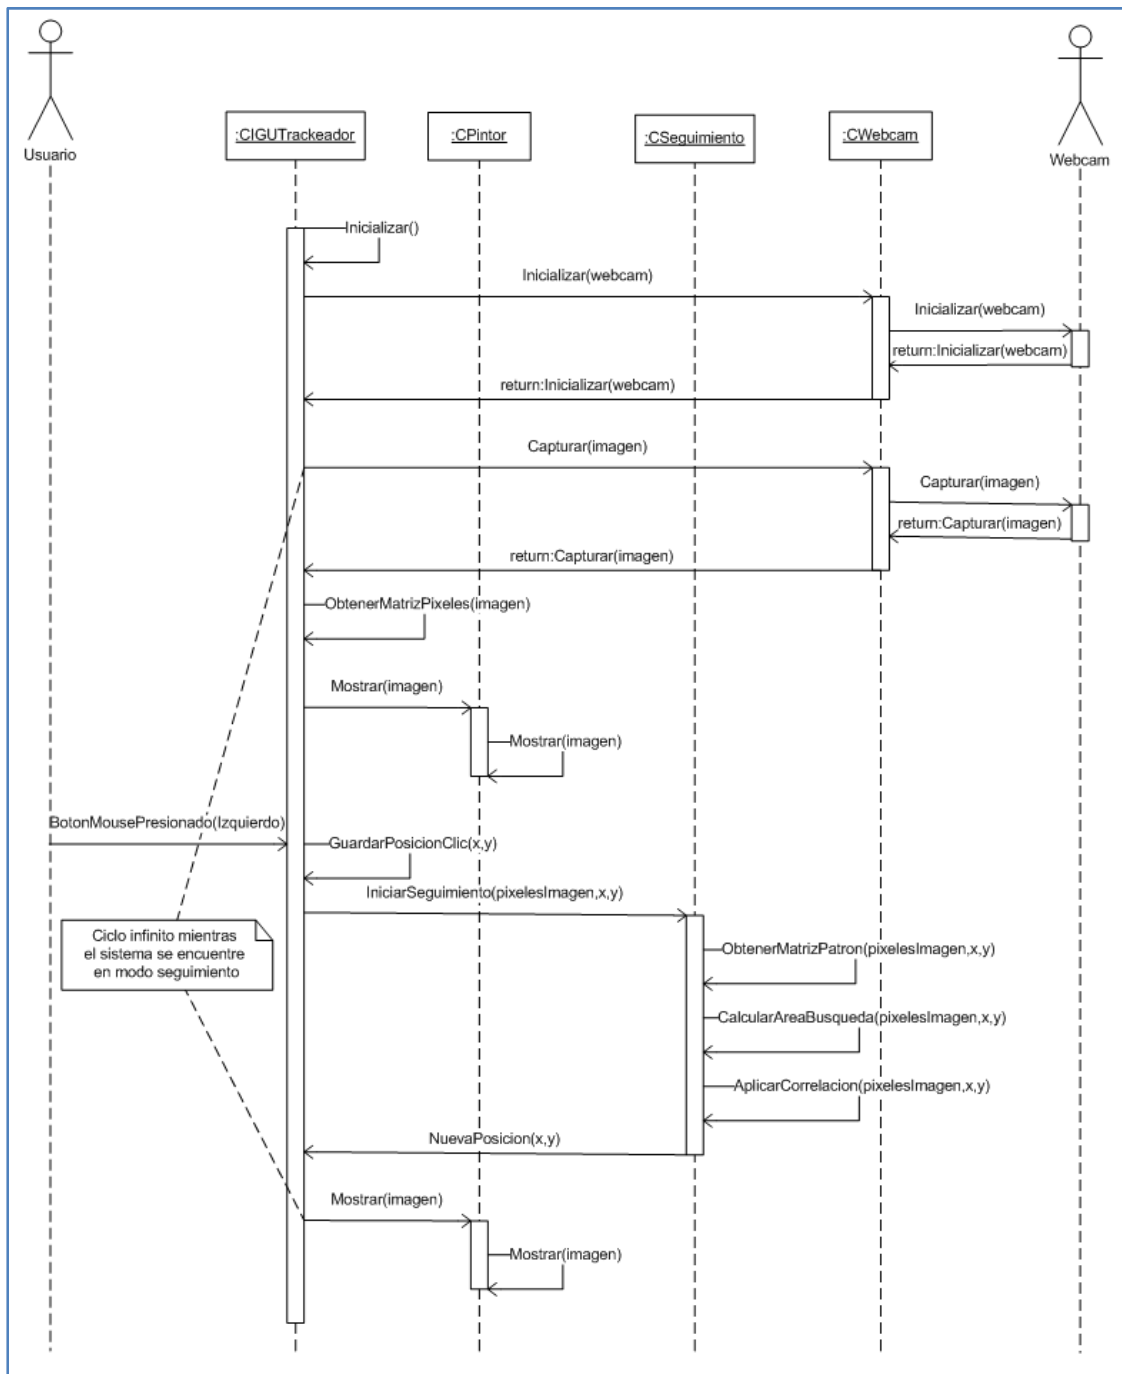 Usuario
:CIGUTrackeador
:CPintor
:CSeguimiento
:CWebcam
Webcam
Inicializar()
Inicializar(webcam)
Inicializar(webcam)
return:Inicializar(webcam)
return:Inicializar(webcam)
Capturar(imagen)
Capturar(imagen)
return:Capturar(imagen)
return:Capturar(imagen)
ObtenerMatrizPixeles(imagen)
Mostrar(imagen)
Mostrar(imagen)
BotonMousePresionado(Izquierdo)
GuardarPosicionClic(x,y)
IniciarSeguimiento(pixelesImagen,x,y)
Ciclo infinito mientras
el sistema se encuentre
en modo seguimiento
ObtenerMatrizPatron(pixelesImagen,x,y)
CalcularAreaBusqueda(pixelesImagen,x,y)
AplicarCorrelacion(pixelesImagen,x,y)
NuevaPosicion(x,y)
Mostrar(imagen)
Mostrar(imagen)